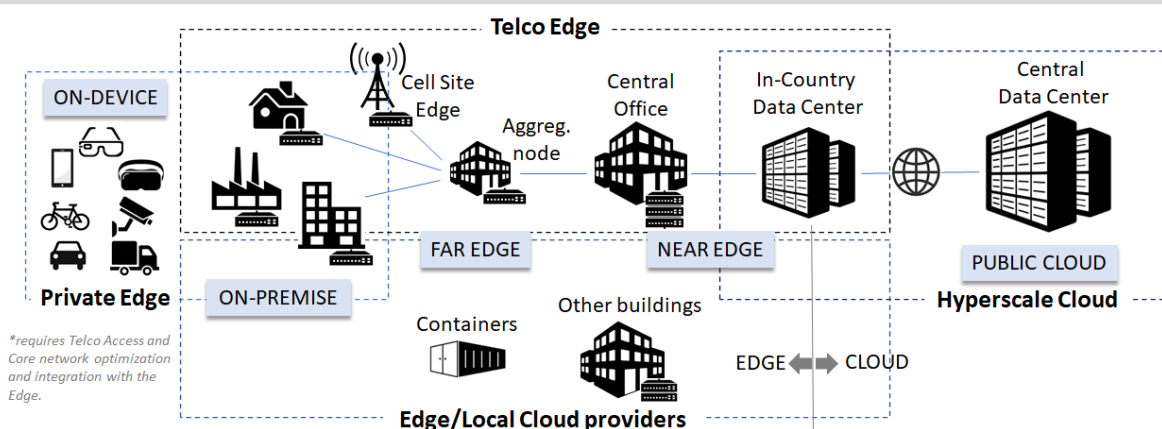 Telco Edge
ON-DEVICE
Cell Site
Edge
Aggreg.
node
Central
Office
In-Country
Data Center
Central
Data Center
FAR EDGE
NEAR EDGE
PUBLIC CLOUD
Private Edge
ON-PREMISE
Hyperscale Cloud
*requires Telco Access and
Core network optimization
and integration with the
Edge.
Containers
Other buildings
EDGE
CLOUD
Edge/Local Cloud providers